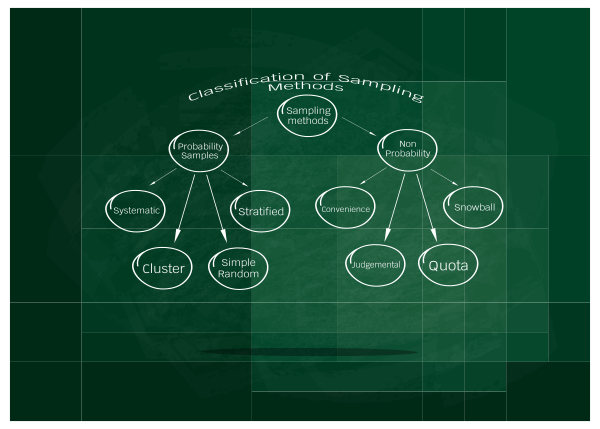 Classification of Sampling
Methods
Sampling
methods
Probability
Samples
Non
Probability
Systematic
Stratified
Convenience
Snowball
Cluster
Simple
Random
Judgemental
Quota